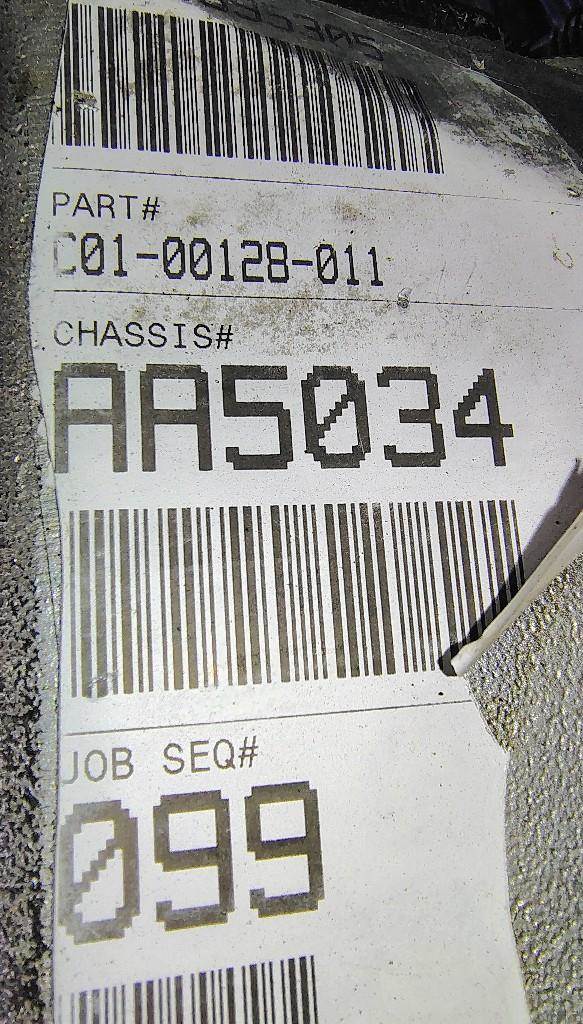 PART#
C01-00128-011
CHASSIS#
AA5034
JOB SEQ#
099